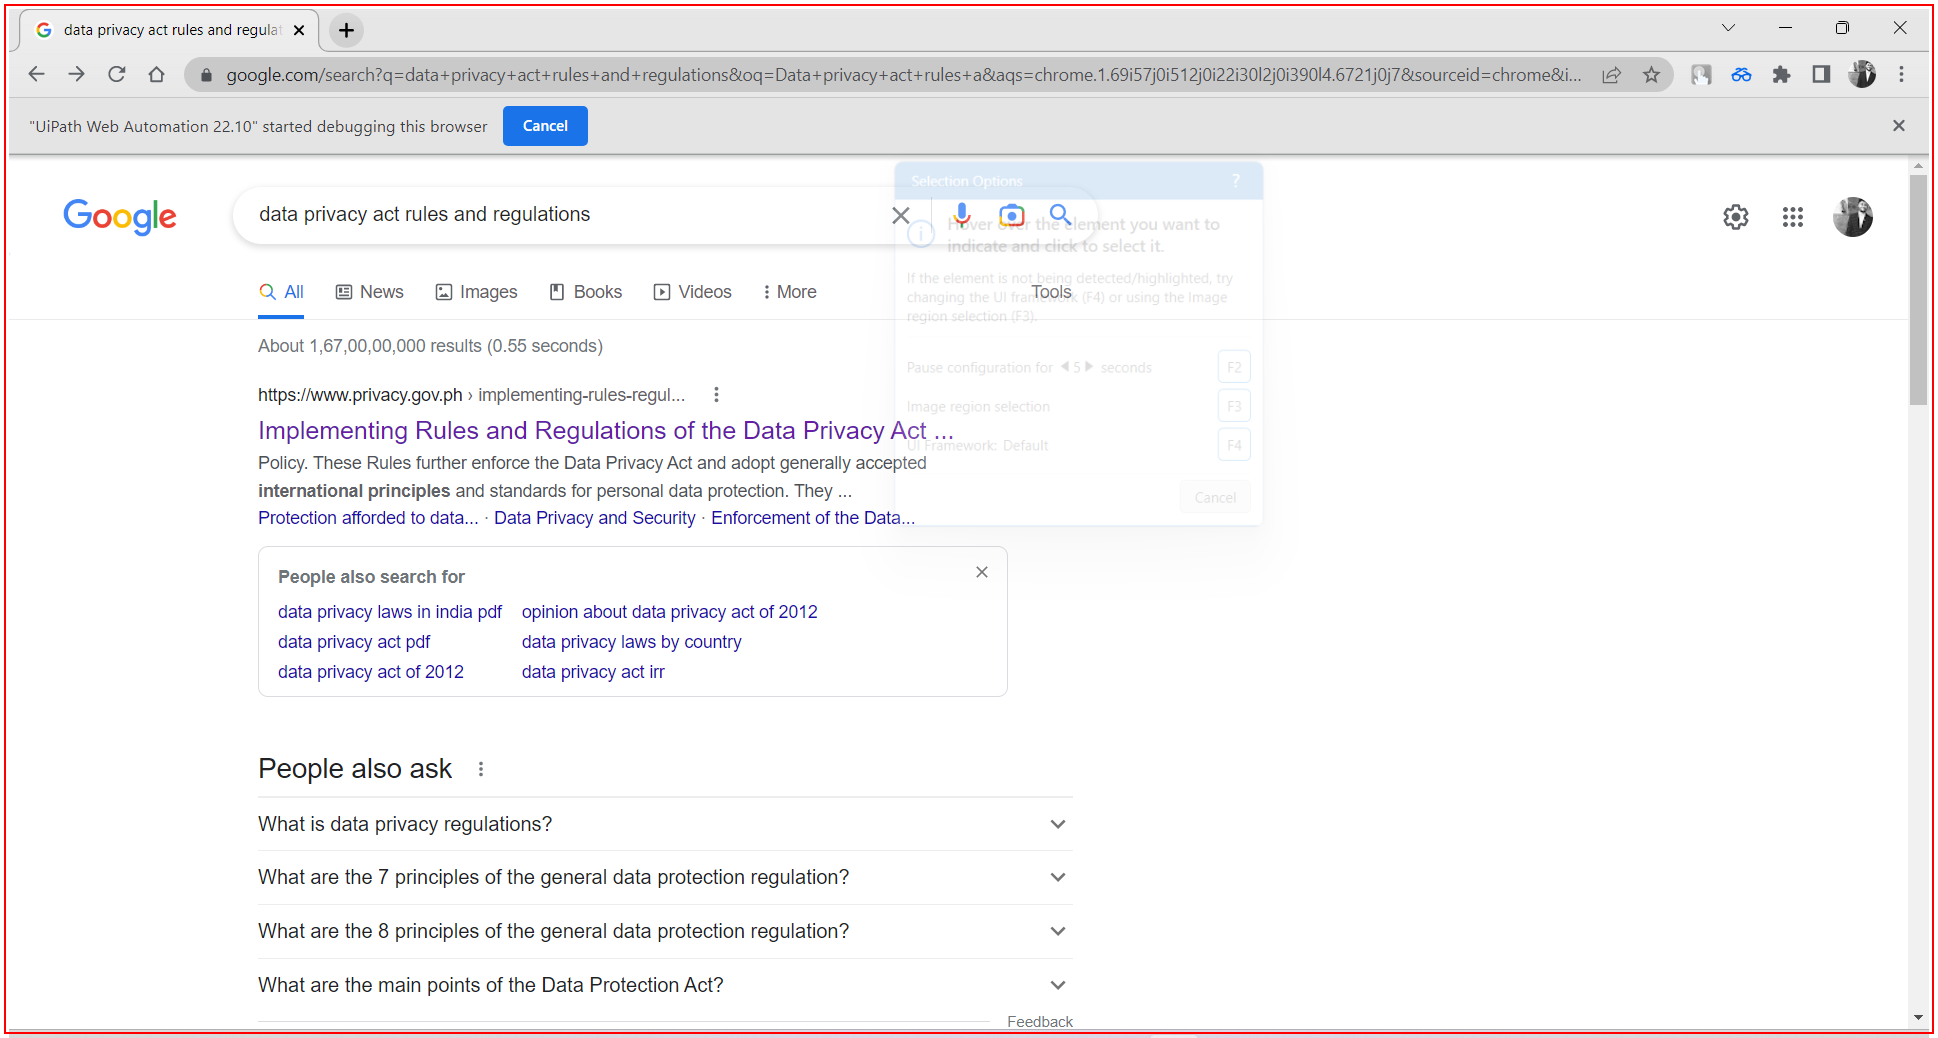 data privacy act rules and regulat
google.com/search?q=data+privacy+act+rules+and+regulations&oq=Data+privacy+act+rules+a&aqs=chrome.1.69i57j0i512j0i22i30l2j0i390l4.6721j0j7&sourceid=chrome&i...
"UiPath Web Automation 22.10" started debugging this browser
Cancel
Selection Options ?
Google
data privacy act rules and regulations
Hover over the element you want to
indicate and click to select it.
If the element is not being detected/highlighted, try
changing the UI framework (F4) or using the Image
region selection (F3).
All
News
Images
Books
Videos
More
Tools
About 1,67,00,00,000 results (0.55 seconds)
Pause configuration for 5 seconds F2
Image region selection F3
UI Framework: Default F4
Cancel
https://www.privacy.gov.ph › implementing-rules-regul...
Implementing Rules and Regulations of the Data Privacy Act ...
Policy. These Rules further enforce the Data Privacy Act and adopt generally accepted
international principles and standards for personal data protection. They ...
Protection afforded to data... · Data Privacy and Security · Enforcement of the Data...
People also search for
data privacy laws in india pdf
opinion about data privacy act of 2012
data privacy act pdf
data privacy laws by country
data privacy act of 2012
data privacy act irr
People also ask
What is data privacy regulations?
What are the 7 principles of the general data protection regulation?
What are the 8 principles of the general data protection regulation?
What are the main points of the Data Protection Act?
Feedback